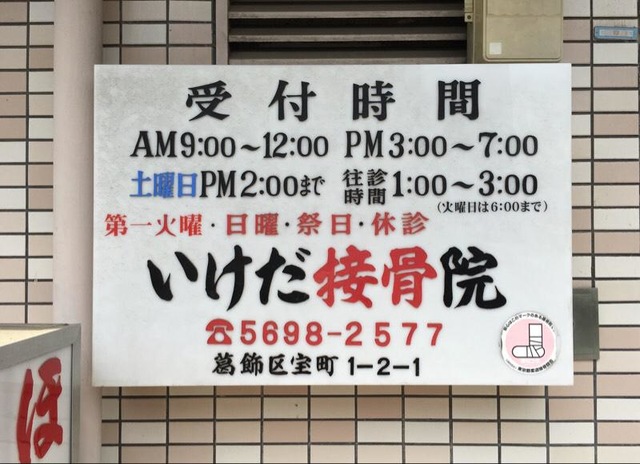 受付時間
AM9:00～12:00 PM3:00～7:00
土曜日PM2:00まで 往診時間 1:00～3:00
(火曜日は6:00まで)
第一火曜・日曜・祭日・休診
いけだ接骨院
☎5698-2577
葛飾区宝町1-2-1
ほ